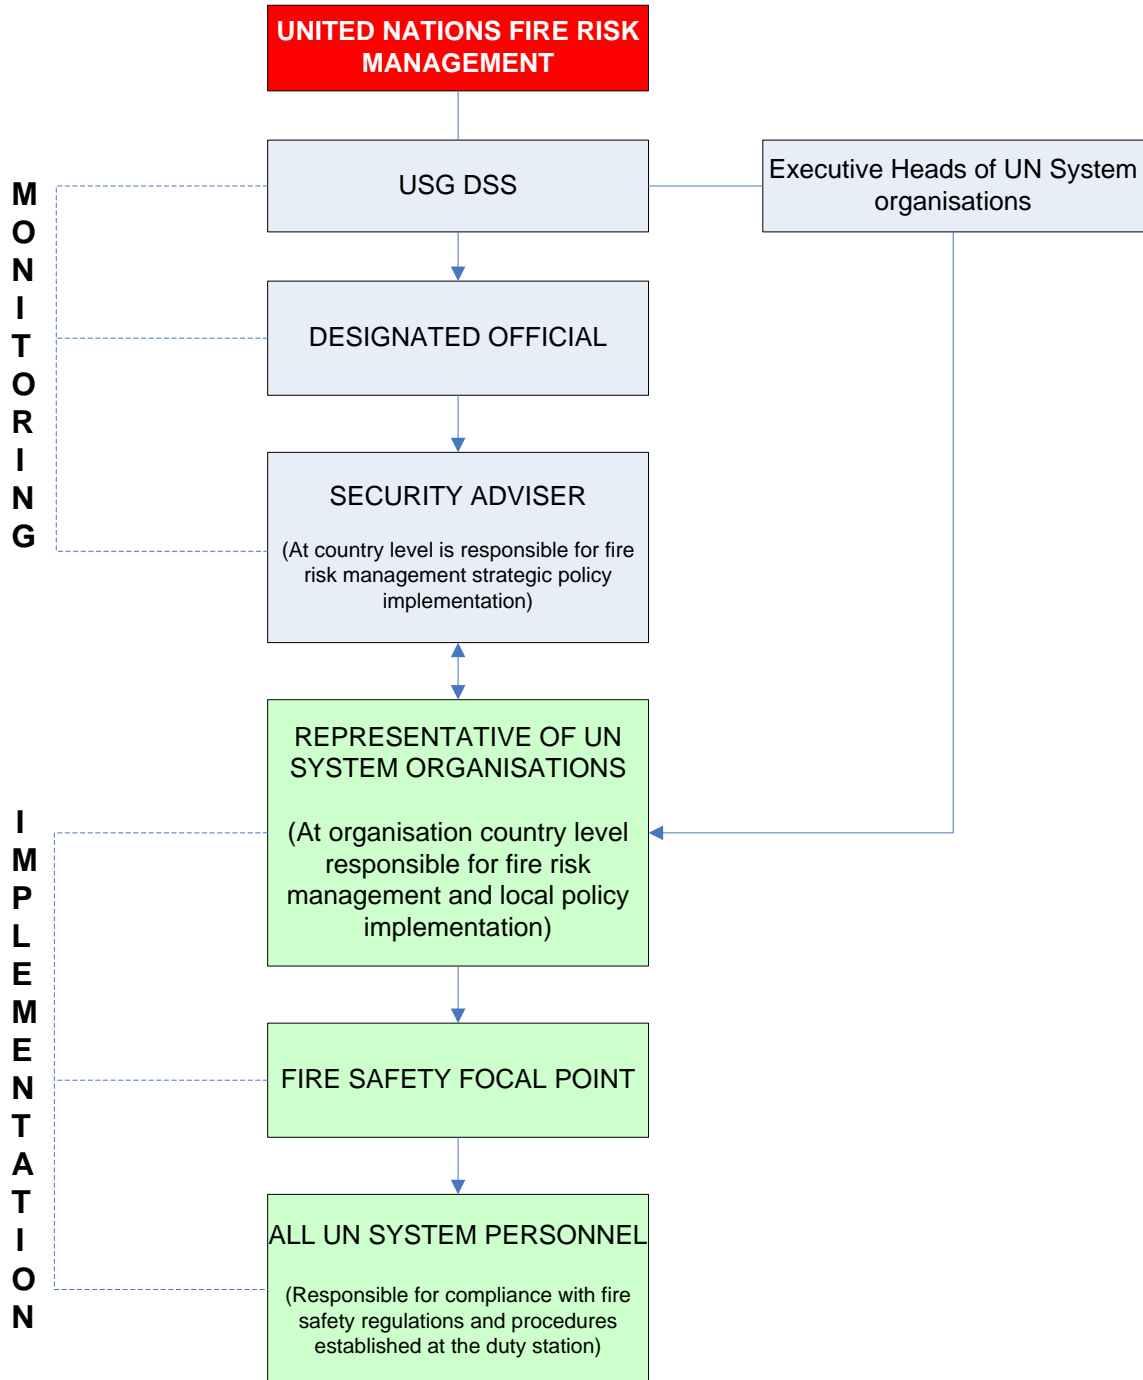 UNITED NATIONS FIRE RISK
MANAGEMENT
USG DSS
Executive Heads of UN System
organisations
MONITORING
DESIGNATED OFFICIAL
SECURITY ADVISER
(At country level is responsible for fire
risk management strategic policy
implementation)
REPRESENTATIVE OF UN
SYSTEM ORGANISATIONS
(At organisation country level
responsible for fire risk
management and local policy
implementation)
IMPLEMENTATION
FIRE SAFETY FOCAL POINT
ALL UN SYSTEM PERSONNEL
(Responsible for compliance with fire
safety regulations and procedures
established at the duty station)